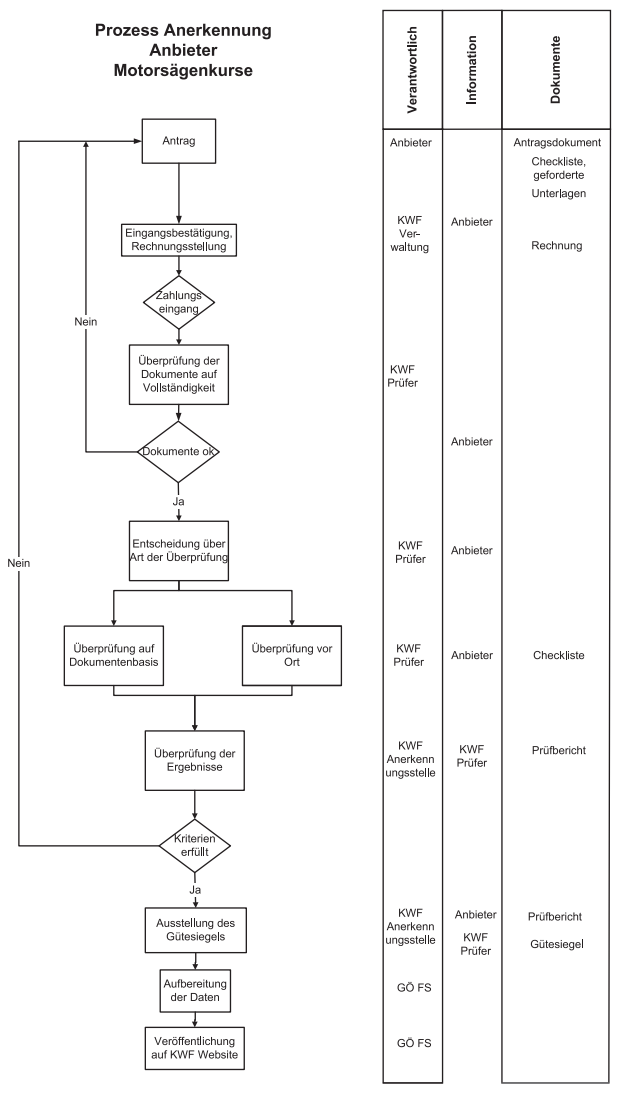 Prozess Anerkennung
Anbieter
Motorsägenkurse
Verantwortlich
Information
Dokumente
Antrag
Anbieter
Antragsdokument
Checkliste,
geforderte
Unterlagen
Eingangsbestätigung,
Rechnungsstellung
KWF
Ver-
waltung
Anbieter
Rechnung
Zahlungs
eingang
Nein
Überprüfung der
Dokumente auf
Vollständigkeit
KWF
Prüfer
Dokumente ok
Anbieter
Ja
Entscheidung über
Art der Überprüfung
KWF
Prüfer
Anbieter
Nein
Überprüfung auf
Dokumentenbasis
Überprüfung vor
Ort
KWF
Prüfer
Anbieter
Checkliste
Überprüfung der
Ergebnisse
KWF
Anerkenn
ungsstelle
KWF
Prüfer
Prüfbericht
Kriterien
erfüllt
Ja
Ausstellung des
Gütesiegels
KWF
Anerkenn
ungsstelle
Anbieter
KWF
Prüfer
Prüfbericht
Gütesiegel
Aufbereitung
der Daten
GÖ FS
Veröffentlichung
auf KWF Website
GÖ FS